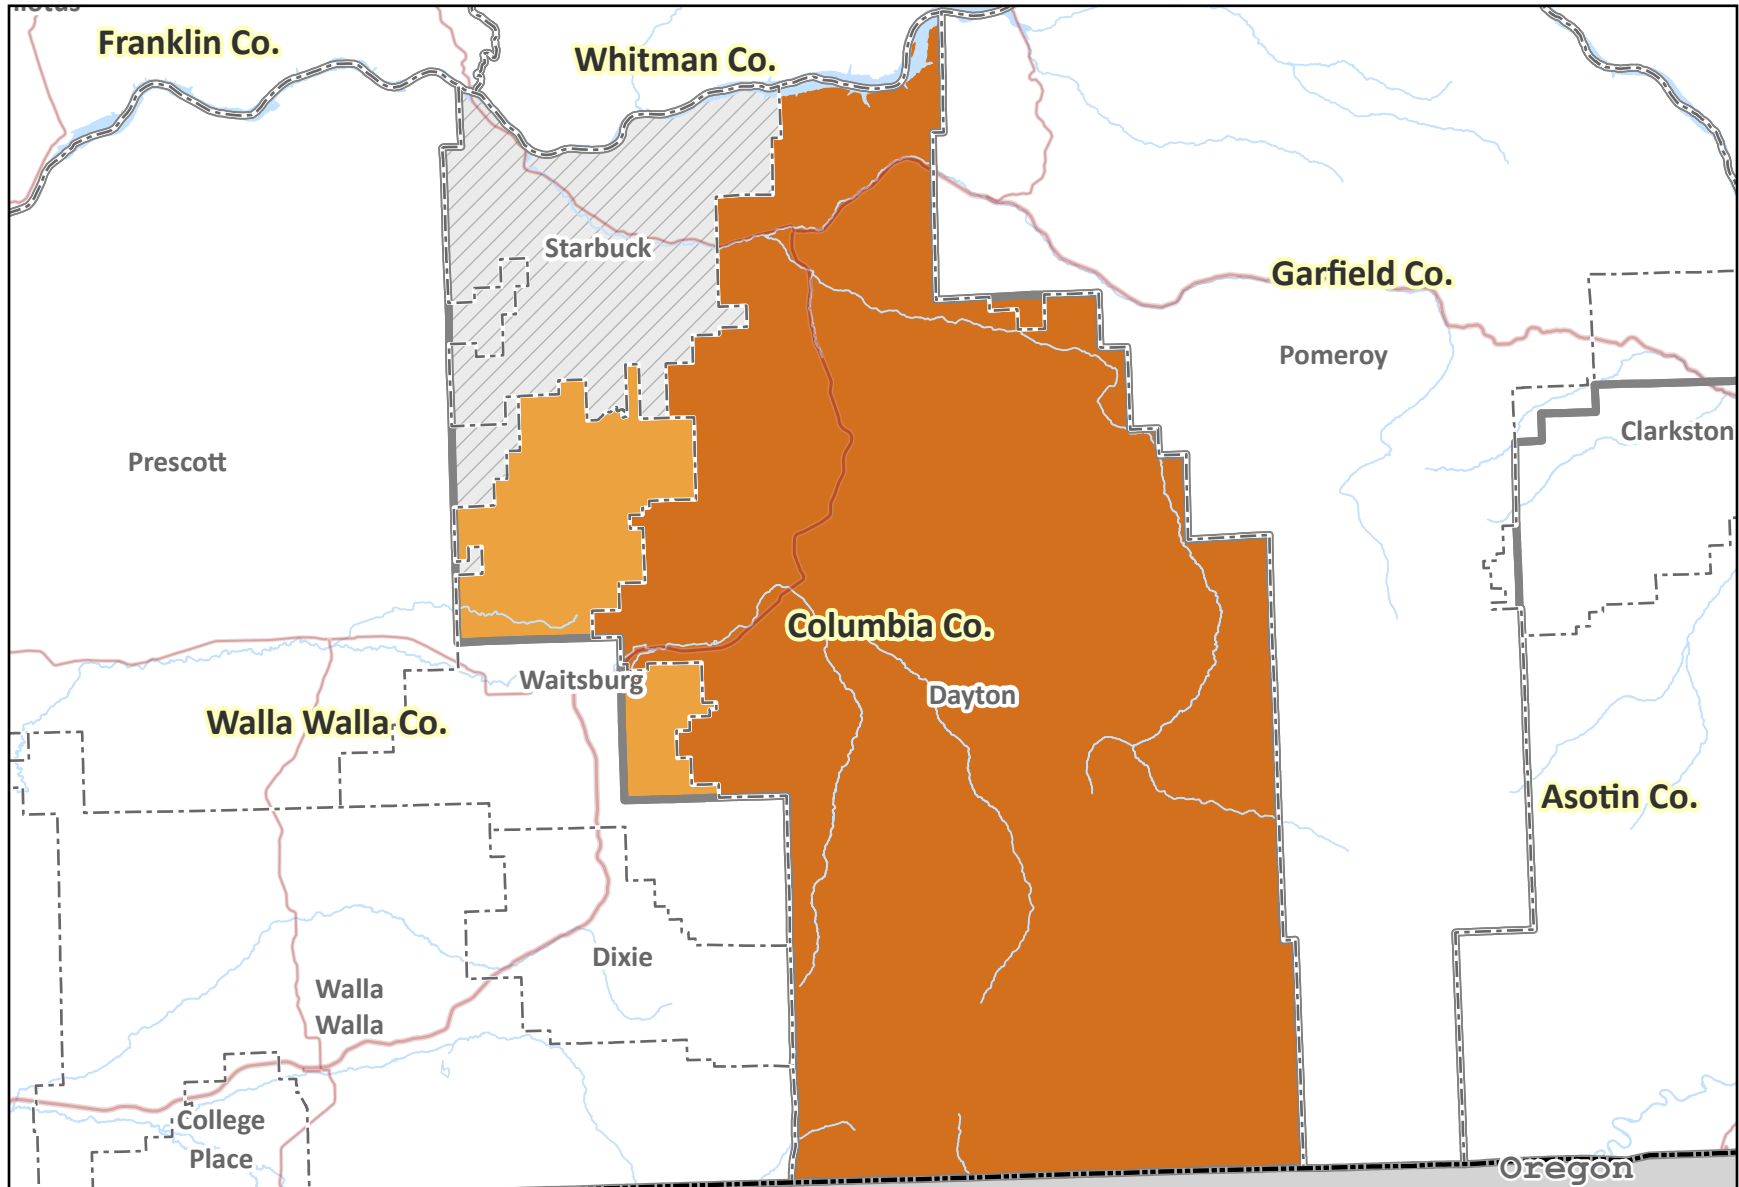 Franklin Co.
Whitman Co.
Starbuck
Garfield Co.
Pomeroy
Clarkston
Prescott
Columbia Co.
Waitsburg
Dayton
Walla Walla Co.
Asotin Co.
Dixie
Walla
Walla
College
Place
Oregon